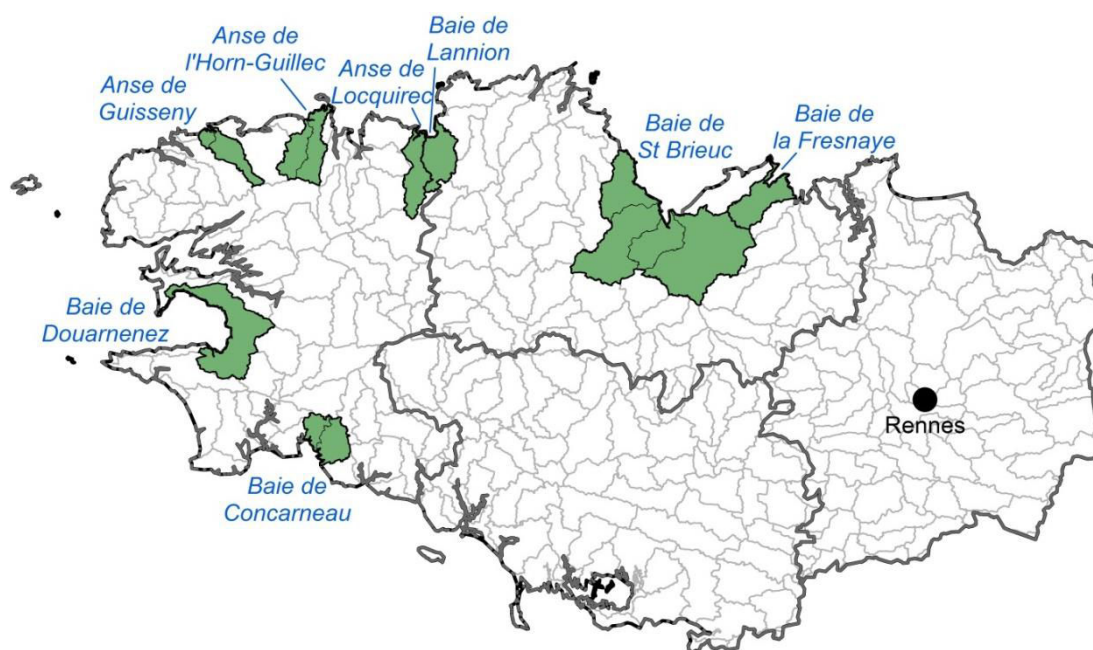 Baie de
Lannion
Anse de
l'Horn-Guillec
Anse de
Locquirec
Anse de
Guisseny
Baie de
St Brieuc
Baie de
la Fresnaye
Baie de
Douarnenez
Rennes
Baie de
Concarneau